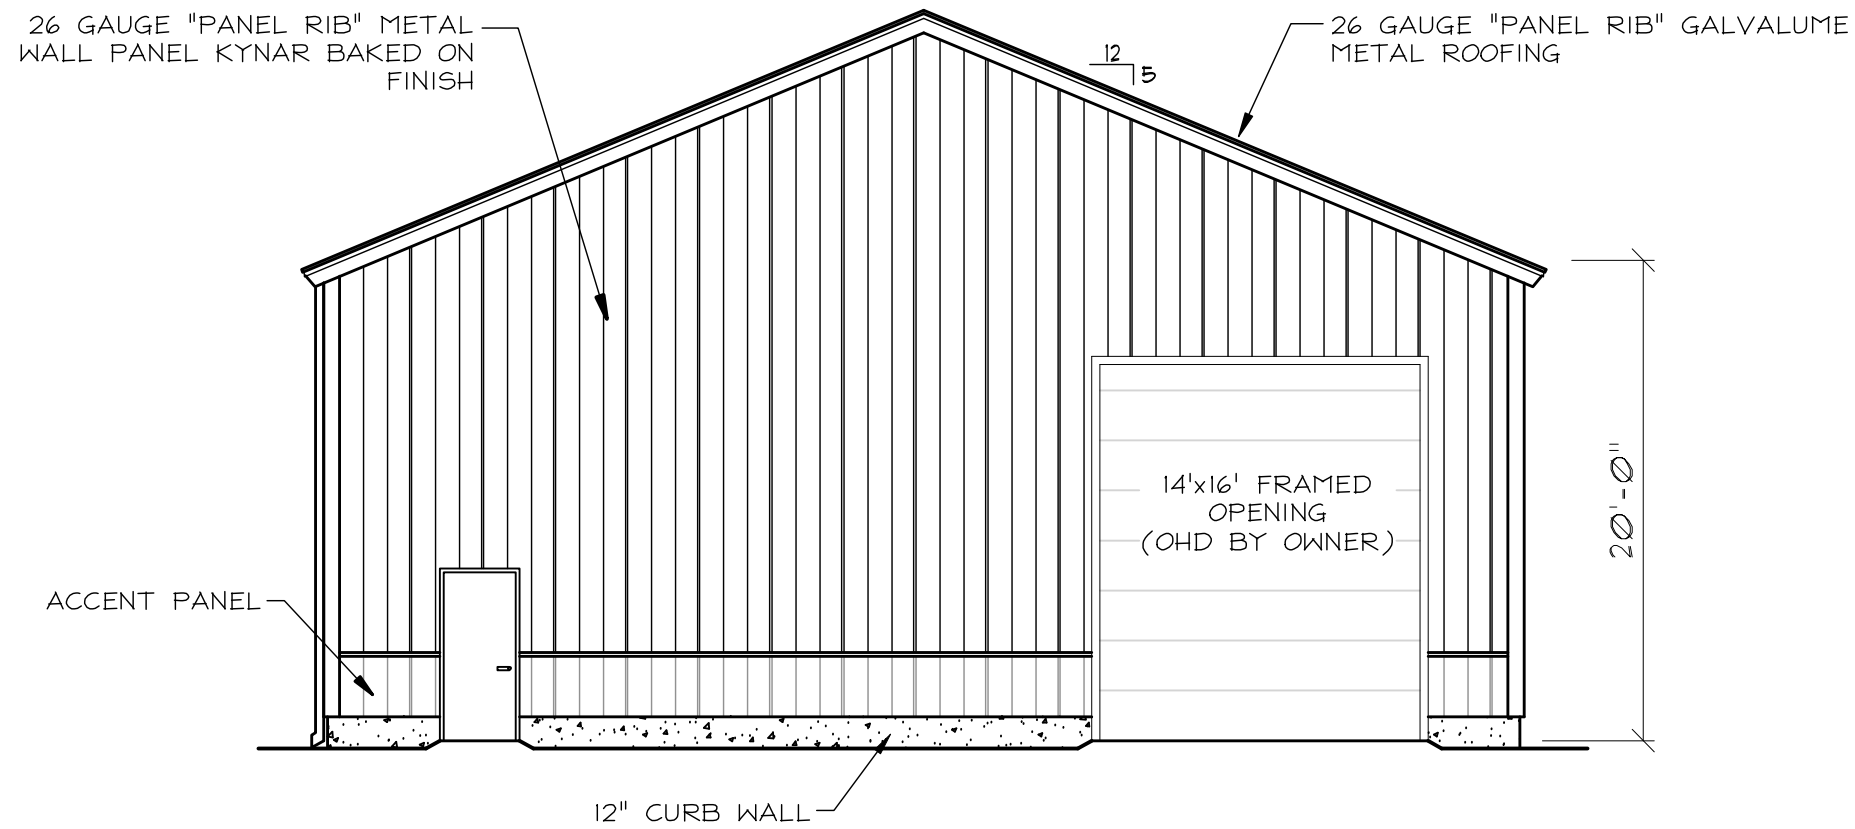 26 GAUGE "PANEL RIB" METAL
WALL PANEL KYNAR BAKED ON
FINISH
12
5
26 GAUGE "PANEL RIB" GALVALUME
METAL ROOFING
14'x16' FRAMED
OPENING
(OHD BY OWNER)
20'-0"
ACCENT PANEL
12" CURB WALL